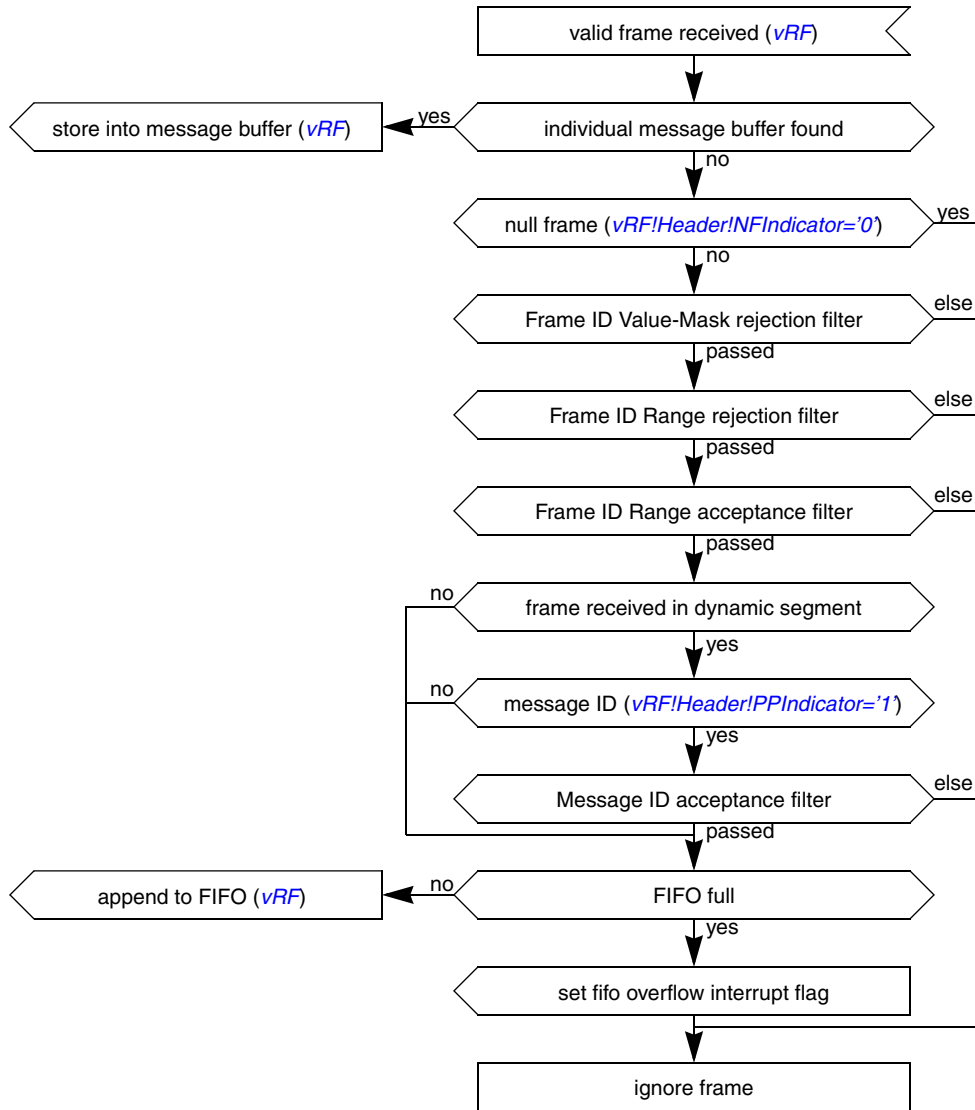 valid frame received (vRF)
store into message buffer (vRF)
yes
individual message buffer found
no
null frame (vRF!Header!NFIndicator='0')
yes
no
Frame ID Value-Mask rejection filter
else
passed
Frame ID Range rejection filter
else
passed
Frame ID Range acceptance filter
else
passed
no
frame received in dynamic segment
yes
no
message ID (vRF!Header!PPIndicator='1')
yes
Message ID acceptance filter
else
passed
append to FIFO (vRF)
no
FIFO full
yes
set fifo overflow interrupt flag
ignore frame